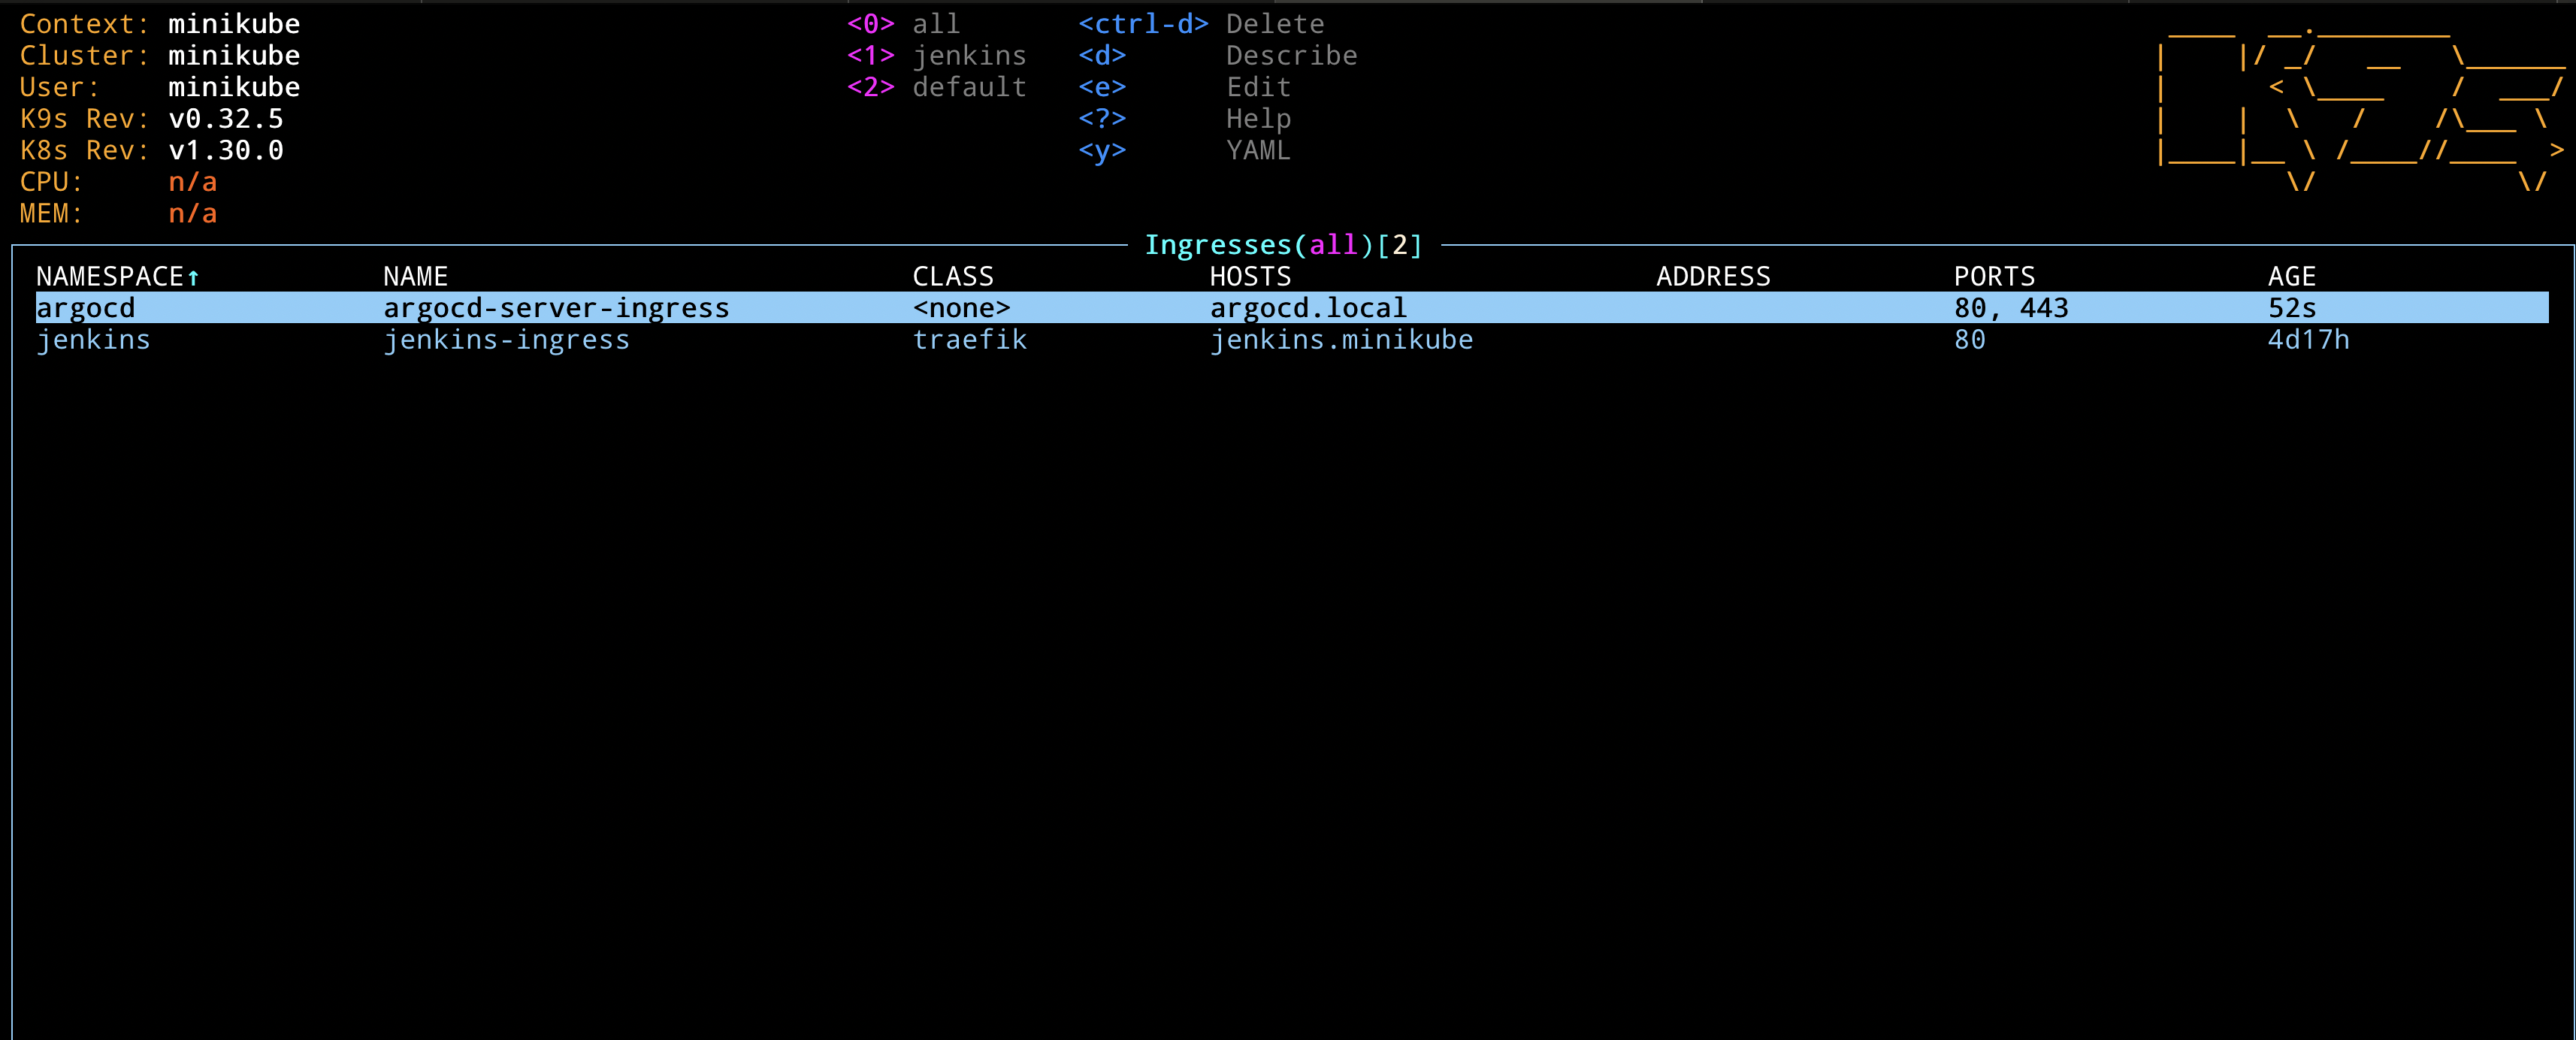 Context: minikube <0> all <ctrl-d> Delete
Cluster: minikube <1> jenkins <d> Describe
User: minikube <2> default <e> Edit
K9s Rev: v0.32.5 <?> Help
K8s Rev: v1.30.0 <y> YAML
CPU: n/a
MEM: n/a
Ingresses(all)[2]
NAMESPACE↑ NAME CLASS HOSTS ADDRESS PORTS AGE
argocd argocd-server-ingress <none> argocd.local 80, 443 52s
jenkins jenkins-ingress traefik jenkins.minikube 80 4d17h